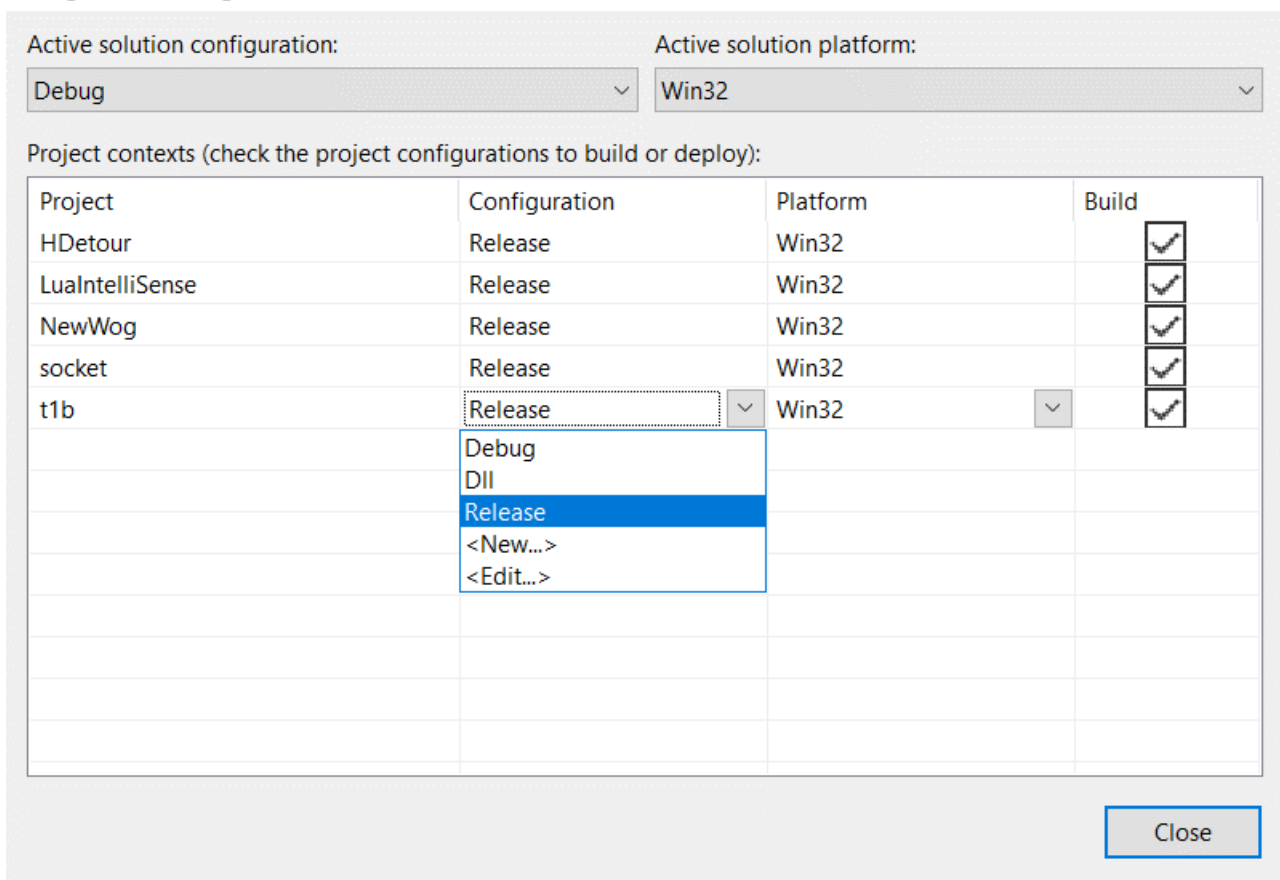 Active solution configuration: Active solution platform:
Debug Win32
Project contexts (check the project configurations to build or deploy):
Project Configuration Platform Build
HDetour Release Win32
LuaIntelliSense Release Win32
NewWog Release Win32
socket Release Win32
t1b Release Win32
Debug
Dll
Release
<New...>
<Edit...>
Close